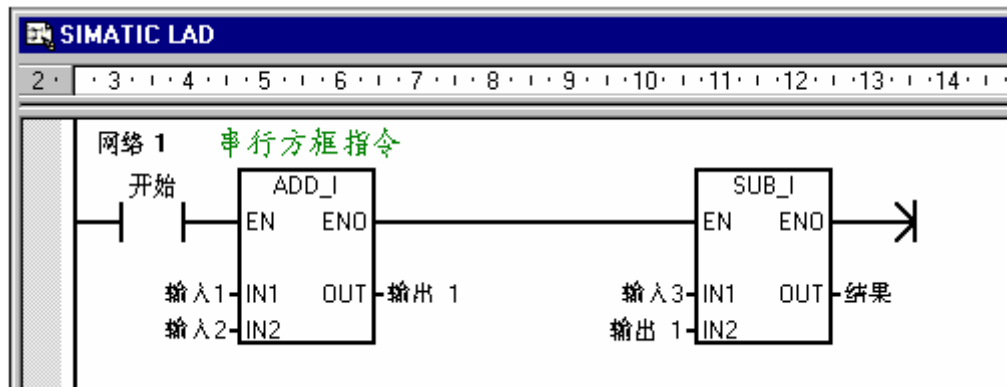 SIMATIC LAD
2 · · 3 · ı · 4 · ı · 5 · ı · 6 · ı · 7 · ı · 8 · ı · 9 · ı · 10 · ı · 11 · ı · 12 · ı · 13 · ı · 14 · ı
网络 1 串行方框指令
开始 ADD_I SUB_I
EN ENO EN ENO
输入1 IN1 OUT 输出 1 输入3 IN1 OUT 结果
输入2 IN2 输出 1 IN2